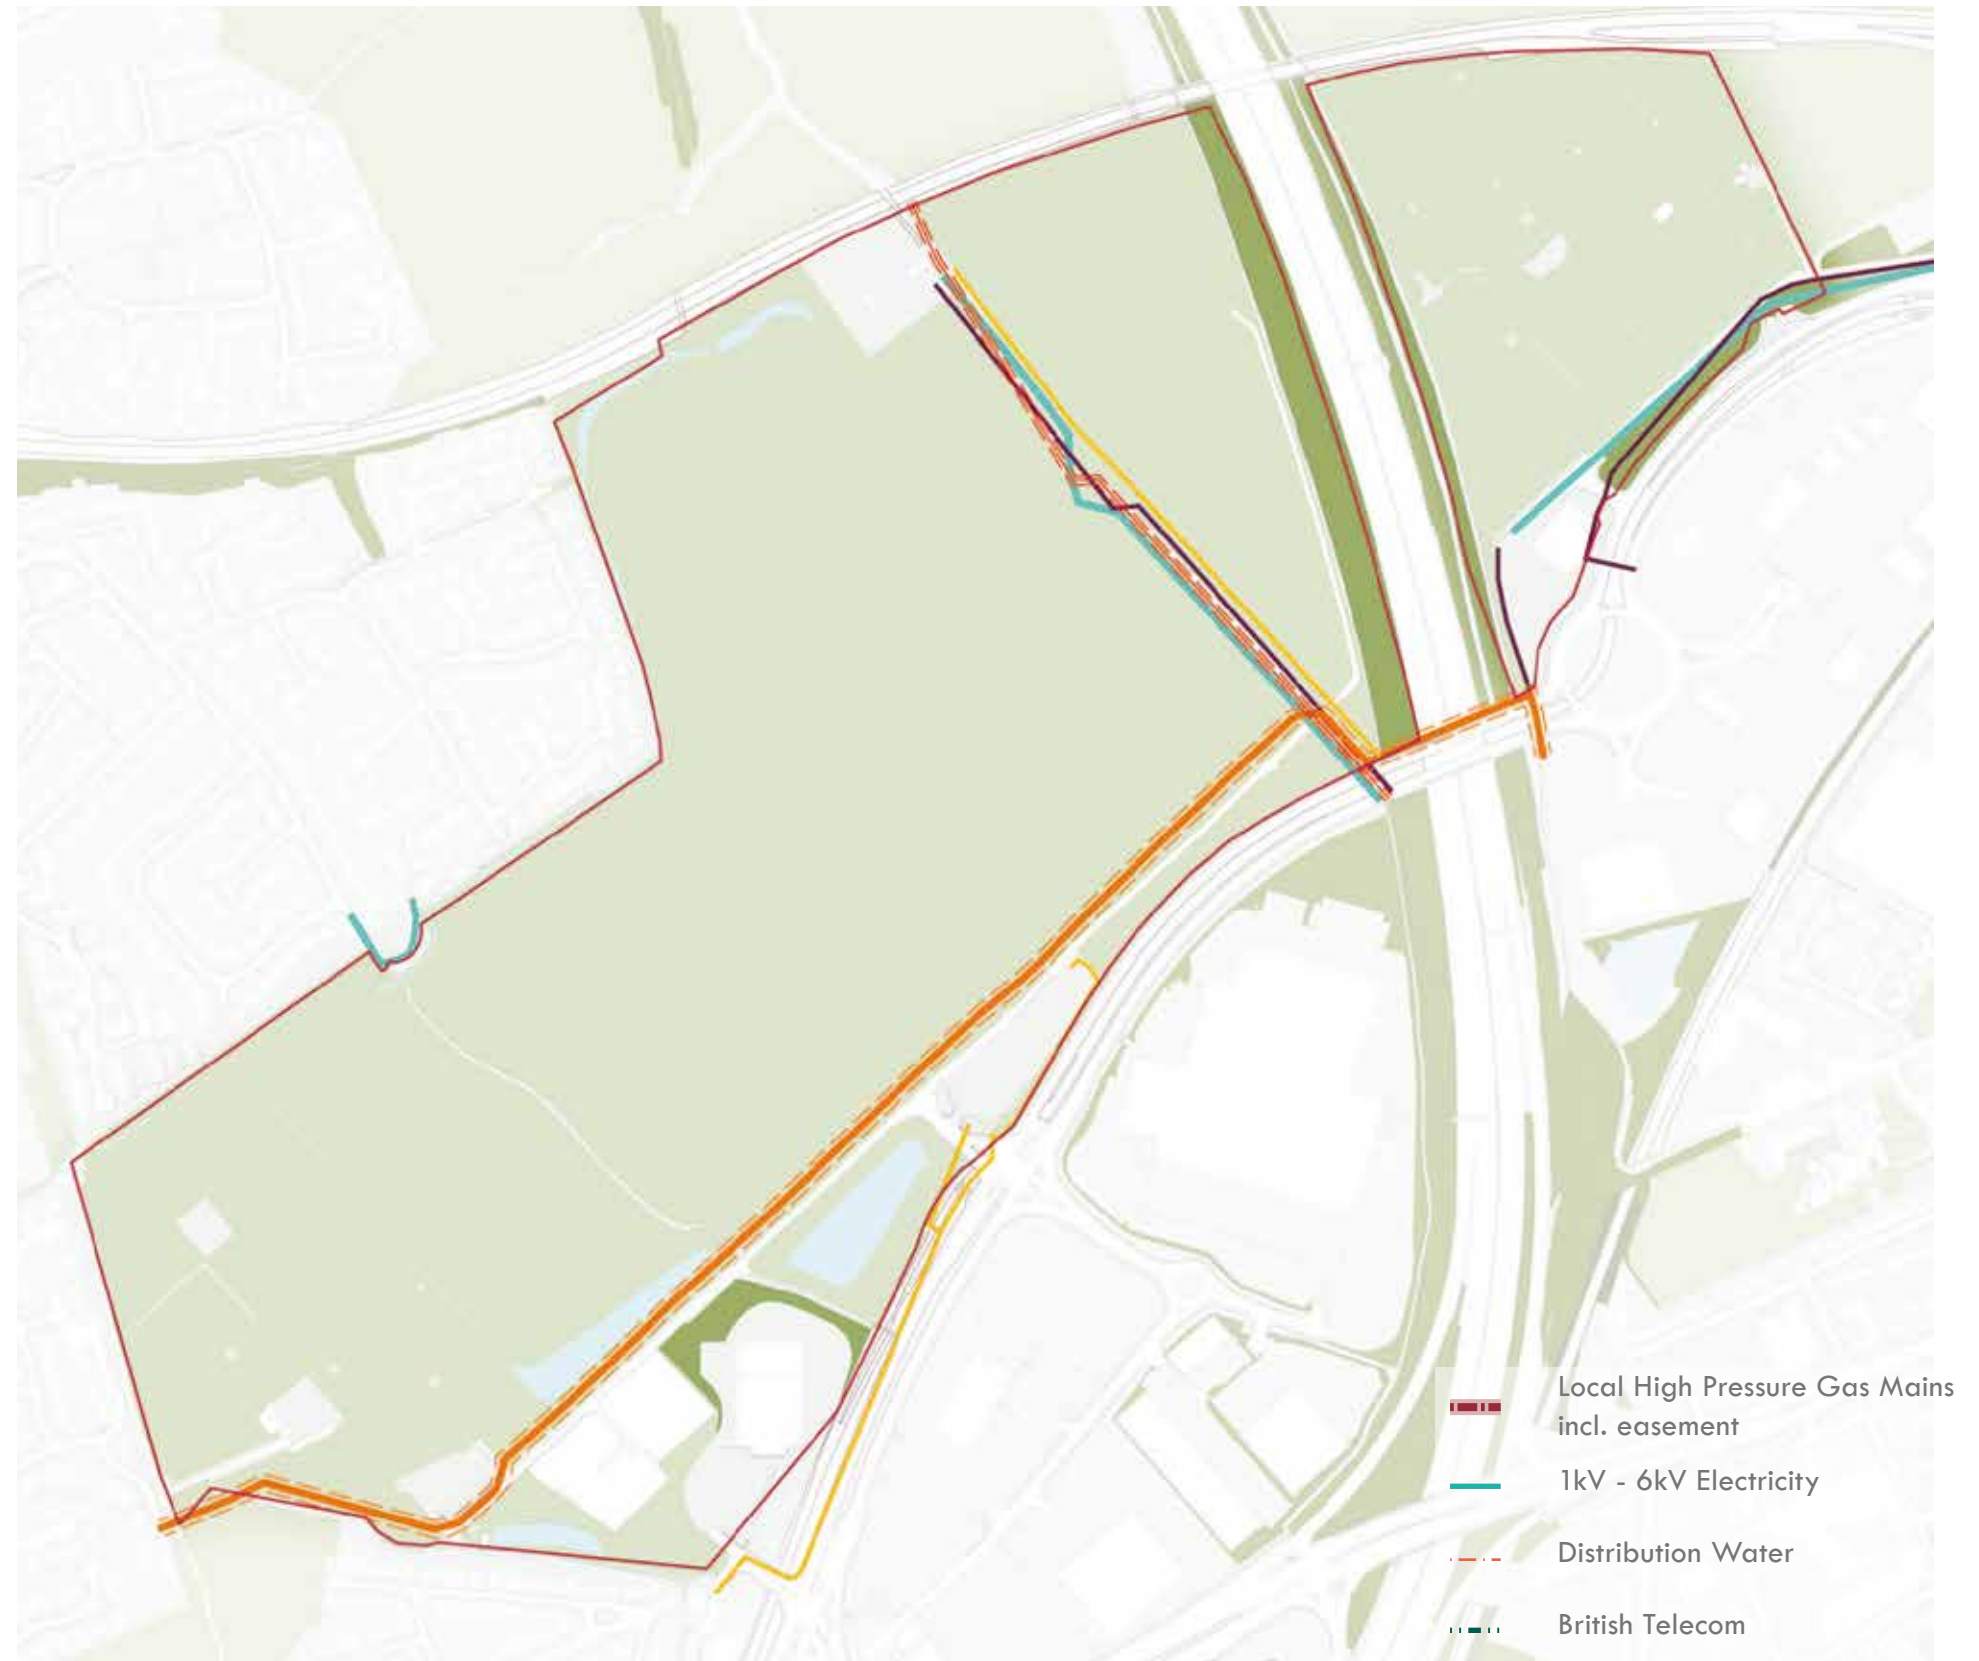 Local High Pressure Gas Mains
incl. easement
1kV - 6kV Electricity
Distribution Water
British Telecom